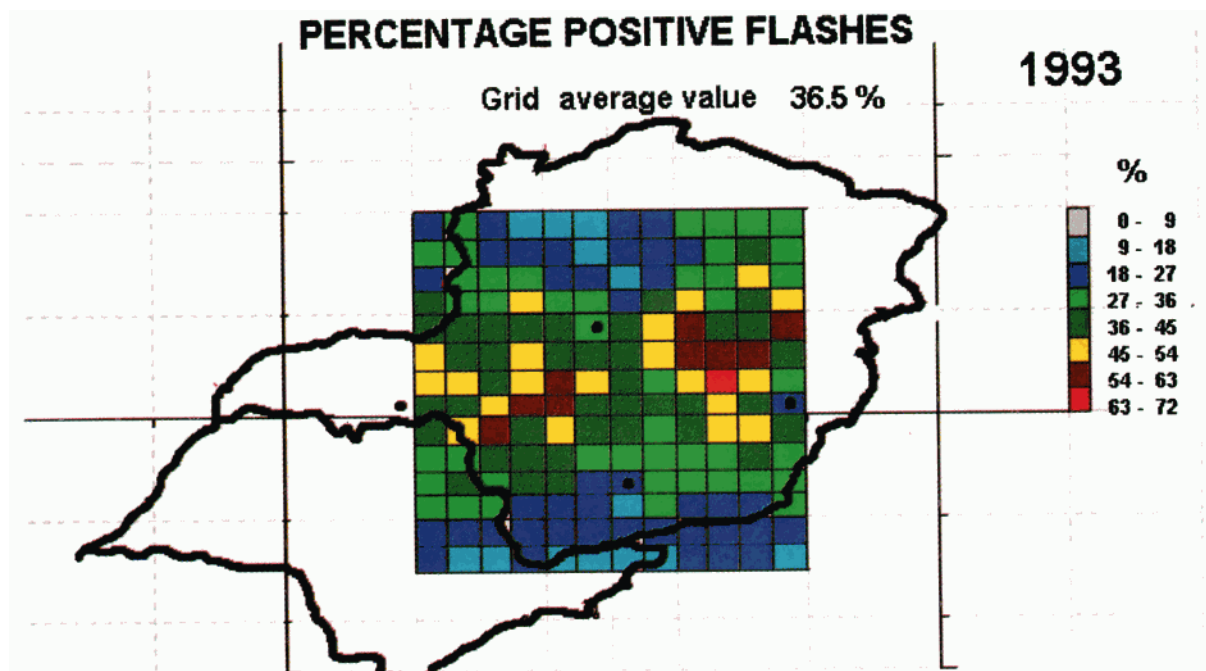 PERCENTAGE POSITIVE FLASHES
1993
Grid average value 36.5 %
%
0 - 9
9 - 18
18 - 27
27 - 36
36 - 45
45 - 54
54 - 63
63 - 72